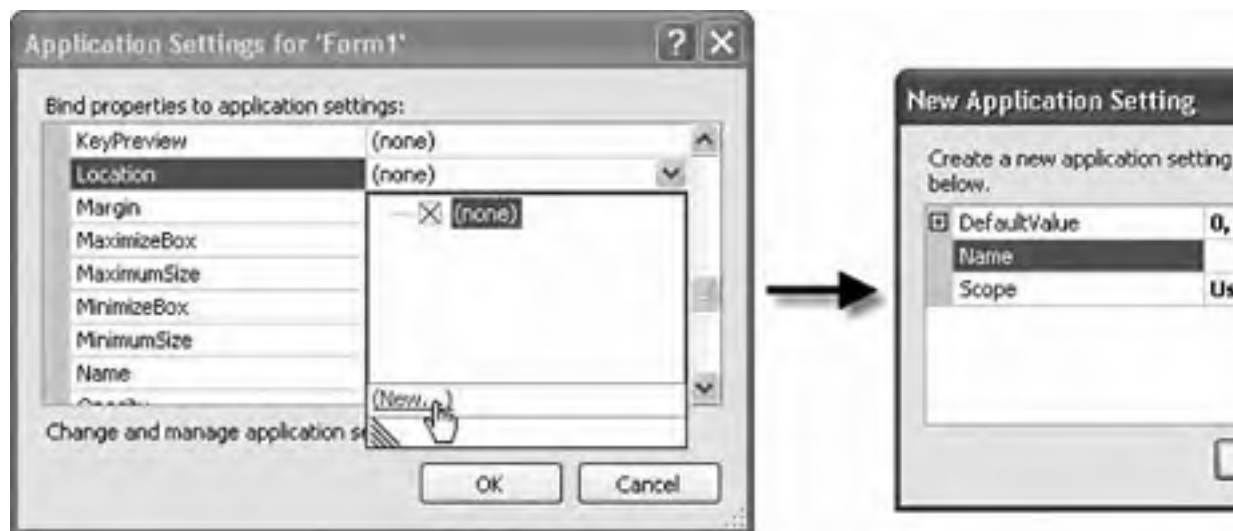 Application Settings for 'Form1'
Bind properties to application settings:
KeyPreview (none)
Location (none)
Margin
(none)
MaximizeBox
MaximumSize
MinimizeBox
MinimumSize
Name
(New...)
Change and manage application
OK Cancel
New Application Setting
Create a new application setting
below.
DefaultValue 0,
Name
Scope